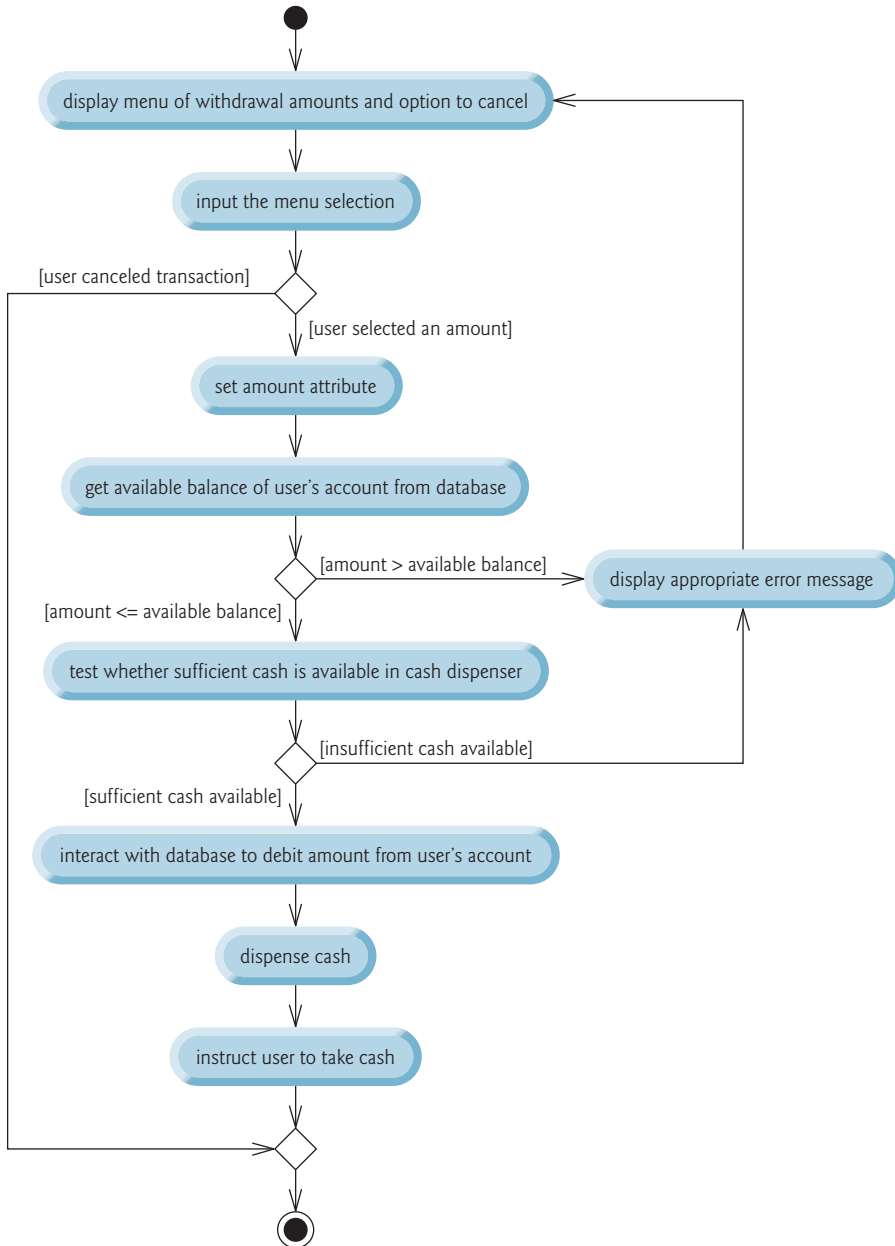 display menu of withdrawal amounts and option to cancel
input the menu selection
[user canceled transaction]
[user selected an amount]
set amount attribute
get available balance of user's account from database
[amount > available balance]
display appropriate error message
[amount <= available balance]
test whether sufficient cash is available in cash dispenser
[insufficient cash available]
[sufficient cash available]
interact with database to debit amount from user's account
dispense cash
instruct user to take cash